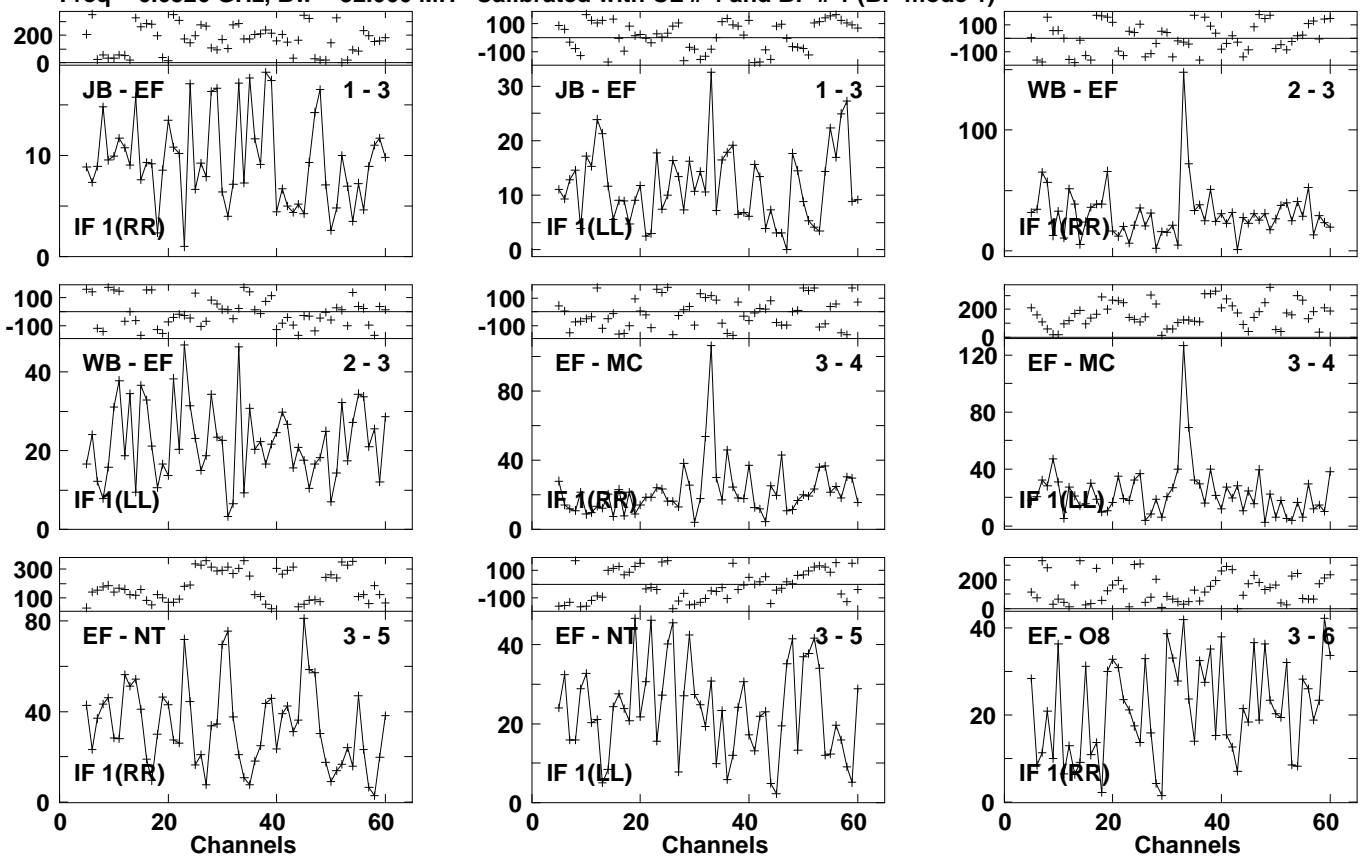 200
0
100
-100
100
-100
JB - EF 1 - 3
JB - EF 1 - 3
WB - EF 2 - 3
10
0
30
20
10
0
100
0
IF 1(RR)
IF 1(LL)
IF 1(RR)
100
-100
100
-100
200
0
WB - EF 2 - 3
EF - MC 3 - 4
EF - MC 3 - 4
40
20
0
80
40
0
120
80
40
0
IF 1(LL)
IF 1(RR)
IF 1(LL)
300
100
100
-100
200
0
EF - NT 3 - 5
EF - NT 3 - 5
EF - O8 3 - 6
80
40
0
40
20
0
40
20
0
IF 1(RR)
IF 1(LL)
IF 1(RR)
0 20 40 60
0 20 40 60
0 20 40 60
Channels
Channels
Channels